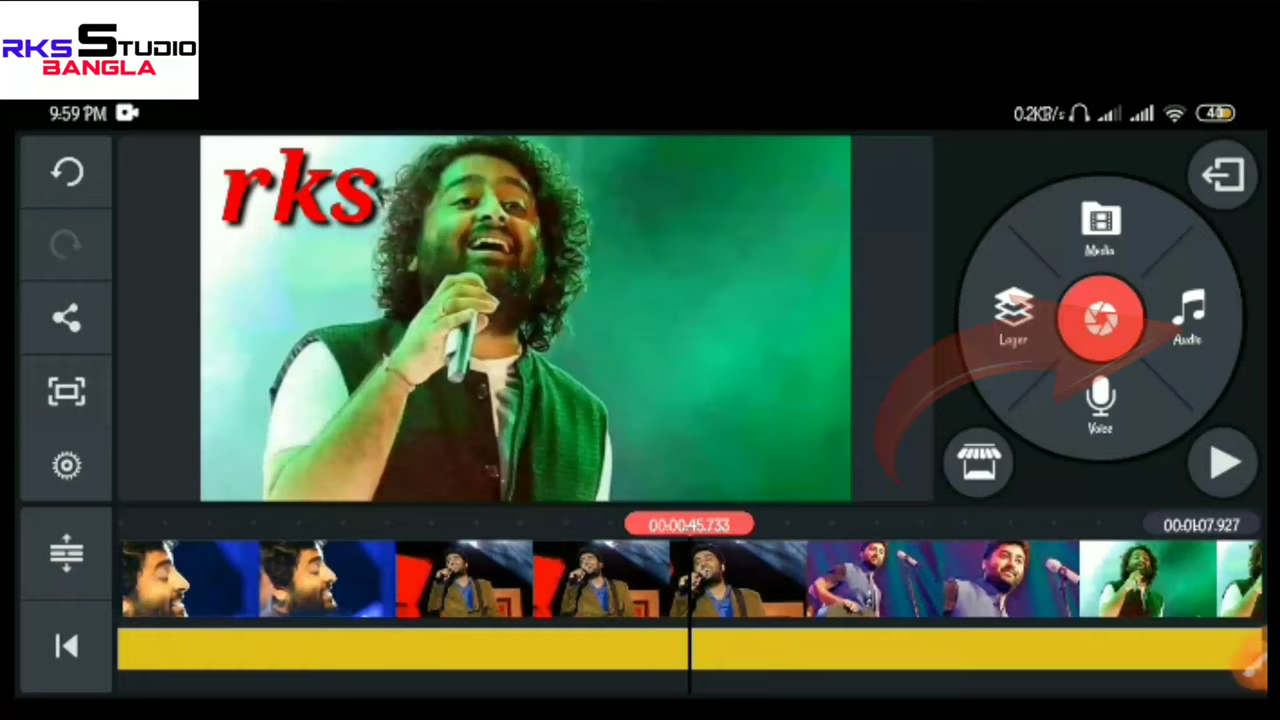 RKS STUDIO
BANGLA
9:59 PM
0.2KB/s
40
rks
Media
Layer
Audio
Voice
00:00:45.733
00:01:07.927